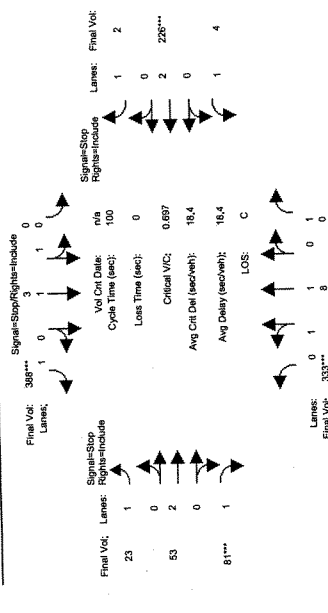 Signal=Stop/Rights=Include
Final Vol: 388*** 3 0
Lanes; 1 0 1 1 0
Signal=Stop
Rights=Include
Final Vol; Lanes:
23 1
0
53 2
0
81*** 1
Vol Cnt Date: n/a
Cycle Time (sec): 100
Loss Time (sec): 0
Critical V/C; 0.697
Avg Crit Del (sec/veh): 18.4
Avg Delay (sec/veh); 18.4
LOS: C
Signal=Stop
Rights=Include
Lanes: Final Vol:
1 2
0
2 226***
0
1 4
Lanes: 0 1 1 0 1
Final Vol: 333*** 8 0